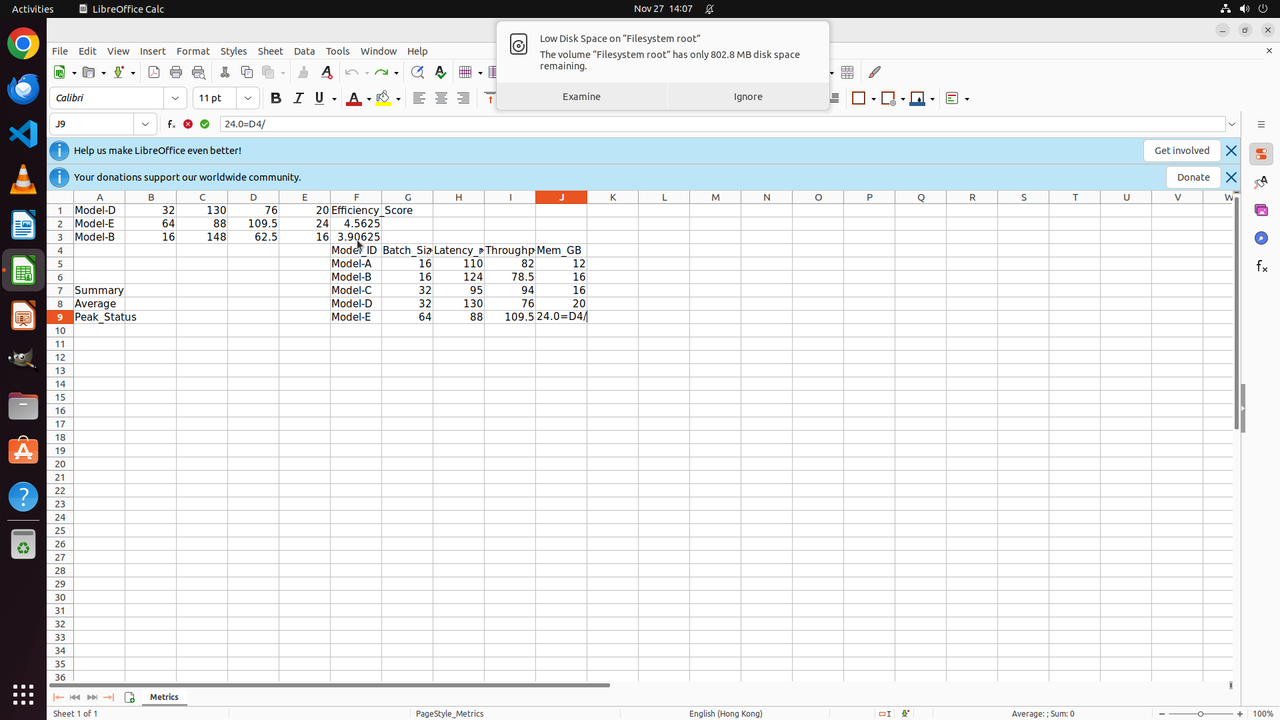 Activities LibreOffice Calc Nov 27 14:07
Low Disk Space on “Filesystem root”
The volume “Filesystem root” has only 802.8 MB disk space remaining.
Examine Ignore
File Edit View Insert Format Styles Sheet Data Tools Window Help
Calibri 11 pt
J9 24.0=D4/
Help us make LibreOffice even better! Get involved
Your donations support our worldwide community. Donate
A B C D E F G H I J K L M N O P Q R S T U V W
1 Model-D 32 130 76 20 Efficiency_Score
2 Model-E 64 88 109.5 24 4.5625
3 Model-B 16 148 62.5 16 3.90625
4 Model_ID Batch_Siz Latency_ Throughp Mem_GB
5 Model-A 16 110 82 12
6 Model-B 16 124 78.5 16
7 Summary Model-C 32 95 94 16
8 Average Model-D 32 130 76 20
9 Peak_Status Model-E 64 88 109.5 24.0=D4/
10
11
12
13
14
15
16
17
18
19
20
21
22
23
24
25
26
27
28
29
30
31
32
33
34
35
36
Metrics
Sheet 1 of 1 PageStyle_Metrics English (Hong Kong) Average: ; Sum: 0 100%